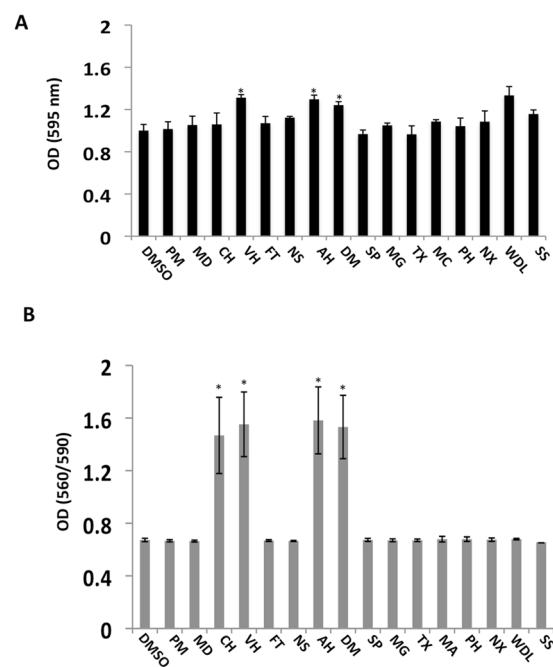 A
2
1.6
1.2
0.8
0.4
0
OD (595 nm)
* * *
DMSO PM MD CH VH FT NS AH DM SP MG TX MC PH NX WDL SS
B
2
1.6
1.2
0.8
0.4
0
OD (560/590)
* * * *
DMSO PM MD CH VH FT NS AH DM SP MG TX MA PH NX WDL SS